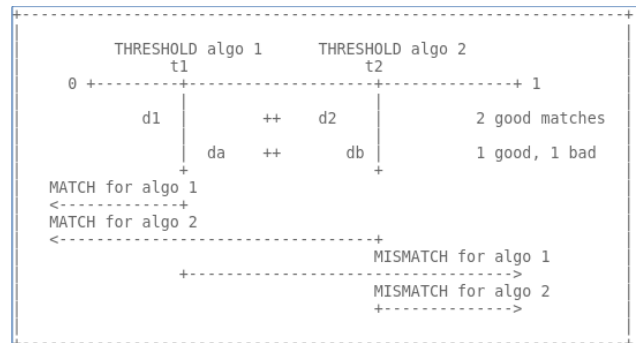 THRESHOLD algo 1 THRESHOLD algo 2
t1 t2
0 +---------+--------------------+--------------+ 1
d1 | ++ d2 | 2 good matches
| da ++ db | 1 good, 1 bad
+ +
MATCH for algo 1
<-------------+
MATCH for algo 2
<----------------------------------+
MISMATCH for algo 1
+----------------------------------->
MISMATCH for algo 2
+-------------->